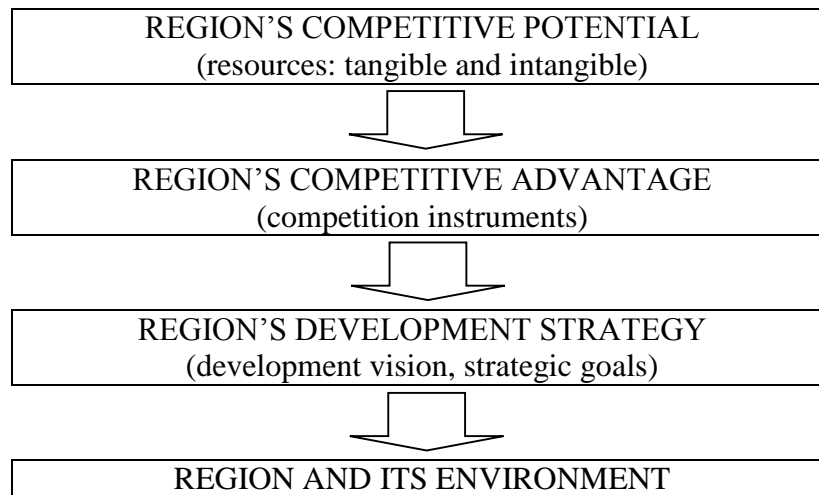 REGION’S COMPETITIVE POTENTIAL
(resources: tangible and intangible)
REGION’S COMPETITIVE ADVANTAGE
(competition instruments)
REGION’S DEVELOPMENT STRATEGY
(development vision, strategic goals)
REGION AND ITS ENVIRONMENT